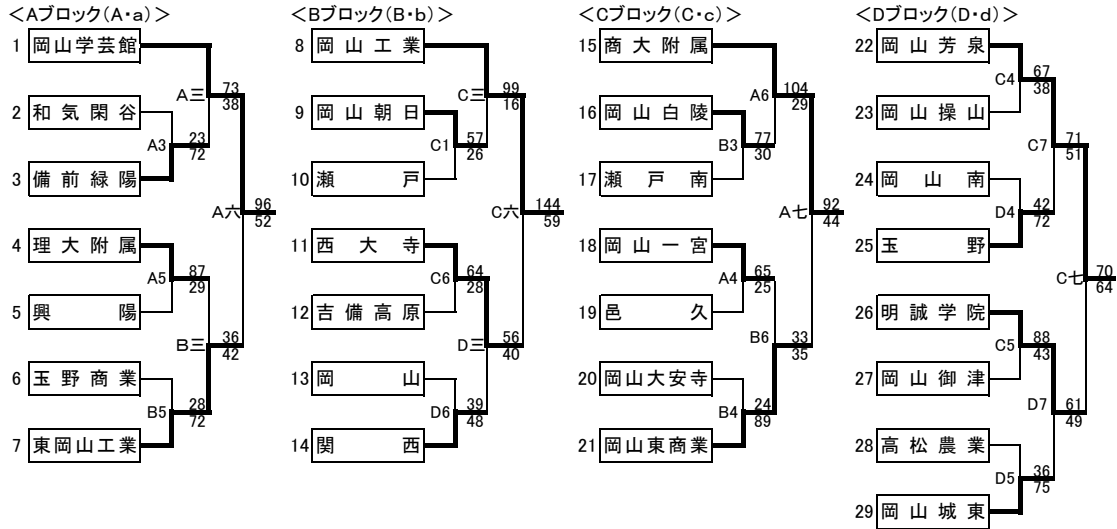 <Aブロック(A・a)>
1 岡山学芸館
2 和気閑谷
3 備前緑陽
4 理大附属
5 興陽
6 玉野商業
7 東岡山工業
A三 73 38
A3 23 72
A六 96 52
A5 87 29
B三 36 42
B5 28 72
<Bブロック(B・b)>
8 岡山工業
9 岡山朝日
10 瀬戸
11 西大寺
12 吉備高原
13 岡山
14 関西
C三 99 16
C1 57 26
C六 144 59
C6 64 28
D三 56 40
D6 39 48
<Cブロック(C・c)>
15 商大附属
16 岡山白陵
17 瀬戸南
18 岡山一宮
19 邑久
20 岡山大安寺
21 岡山東商業
A6 104 29
B3 77 30
A七 92 44
A4 65 25
B6 33 35
B4 24 89
<Dブロック(D・d)>
22 岡山芳泉
23 岡山操山
24 岡山南
25 玉野
26 明誠学院
27 岡山御津
28 高松農業
29 岡山城東
C4 67 38
C7 71 51
D4 42 72
C七 70 64
C5 88 43
D7 61 49
D5 36 75